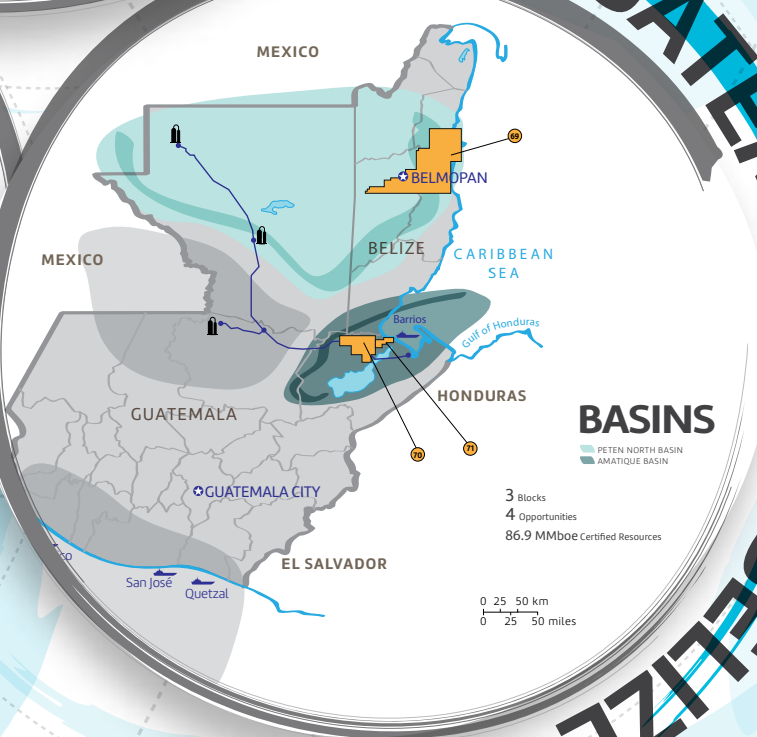 MEXICO
69
BELMOPAN
BELIZE
CARIBBEAN
SEA
MEXICO
Barrios
Gulf of Honduras
HONDURAS
GUATEMALA
BASINS
PETEN NORTH BASIN
AMATIQUE BASIN
70
71
GUATEMALA CITY
3 Blocks
4 Opportunities
86.9 MMboe Certified Resources
EL SALVADOR
co
San José
Quetzal
0 25 50 km
0 25 50 miles